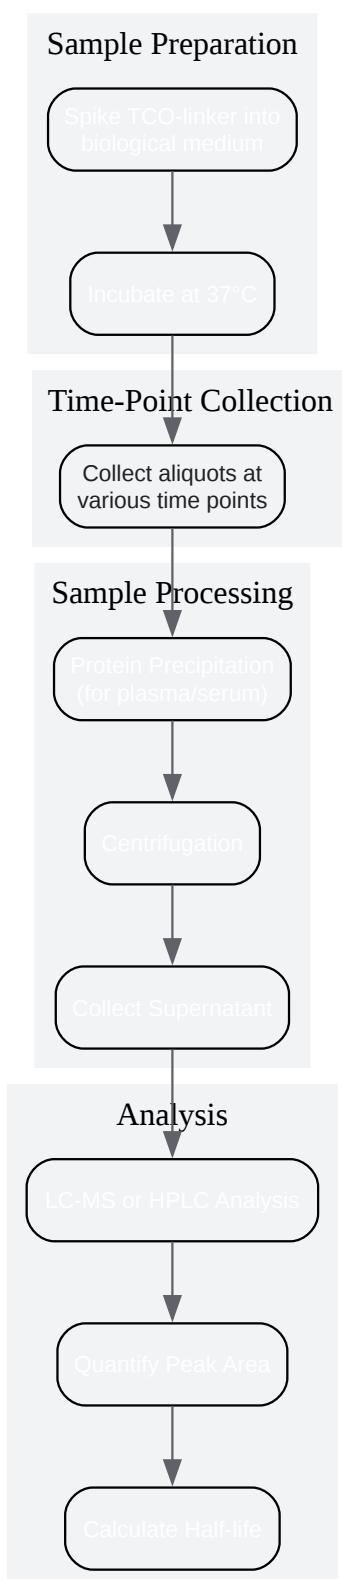 Sample Preparation
Spike TCO-linker into
biological medium
Incubate at 37°C
Time-Point Collection
Collect aliquots at
various time points
Sample Processing
Protein Precipitation
(for plasma/serum)
Centrifugation
Collect Supernatant
Analysis
LC-MS or HPLC Analysis
Quantify Peak Area
Calculate Half-life